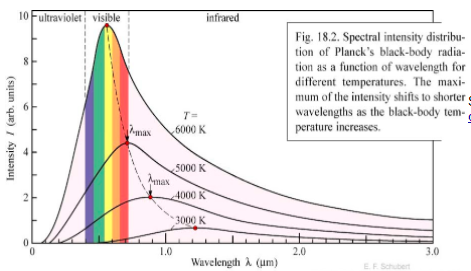 ultraviolet visible infrared
10
8
6
4
2
0
Intensity I (arb. units)
λmax
λmax
T =
6000 K
5000 K
4000 K
3000 K
1.0
2.0
3.0
Wavelength λ (μm)
Fig. 18.2. Spectral intensity distribu-
tion of Planck's black-body radia-
tion as a function of wavelength for
different temperatures. The maxi-
mum of the intensity shifts to shorter
wavelengths as the black-body tem-
perature increases.
E. F. Schubert